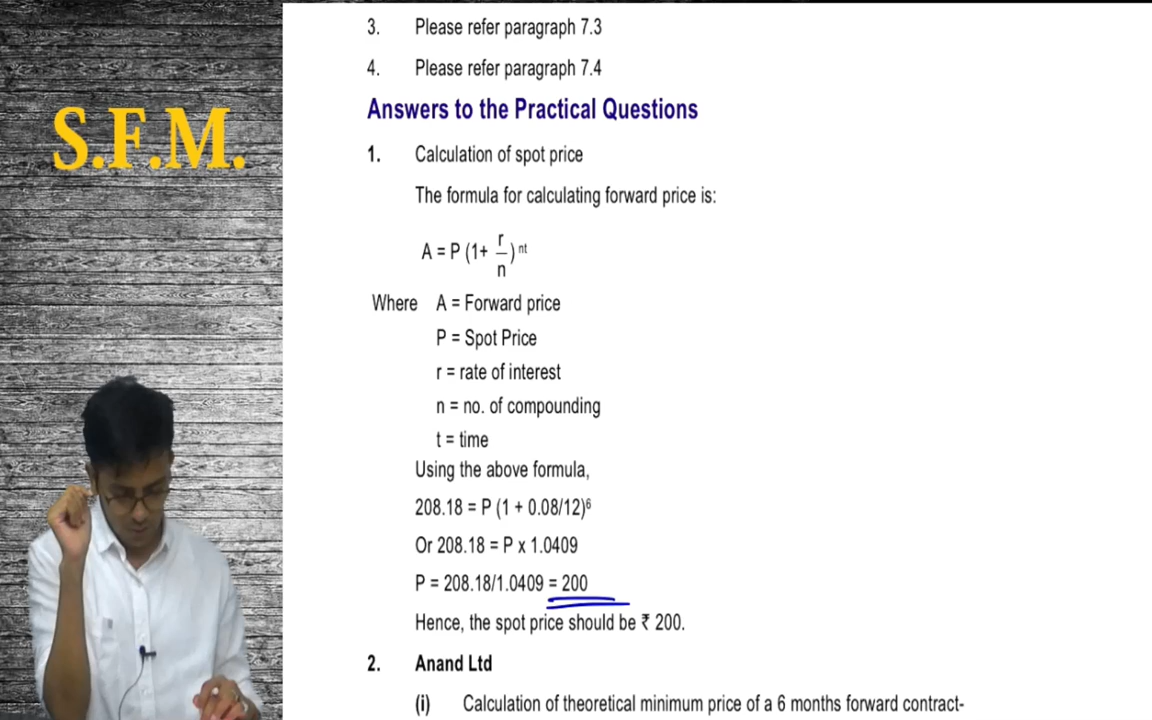 S.F.M.
3. Please refer paragraph 7.3
4. Please refer paragraph 7.4
Answers to the Practical Questions
1. Calculation of spot price
The formula for calculating forward price is:
A = P (1+ r/n) nt
Where A = Forward price
P = Spot Price
r = rate of interest
n = no. of compounding
t = time
Using the above formula,
208.18 = P (1 + 0.08/12)⁶
Or 208.18 = P x 1.0409
P = 208.18/1.0409 = 200
Hence, the spot price should be ₹ 200.
2. Anand Ltd
(i) Calculation of theoretical minimum price of a 6 months forward contract-